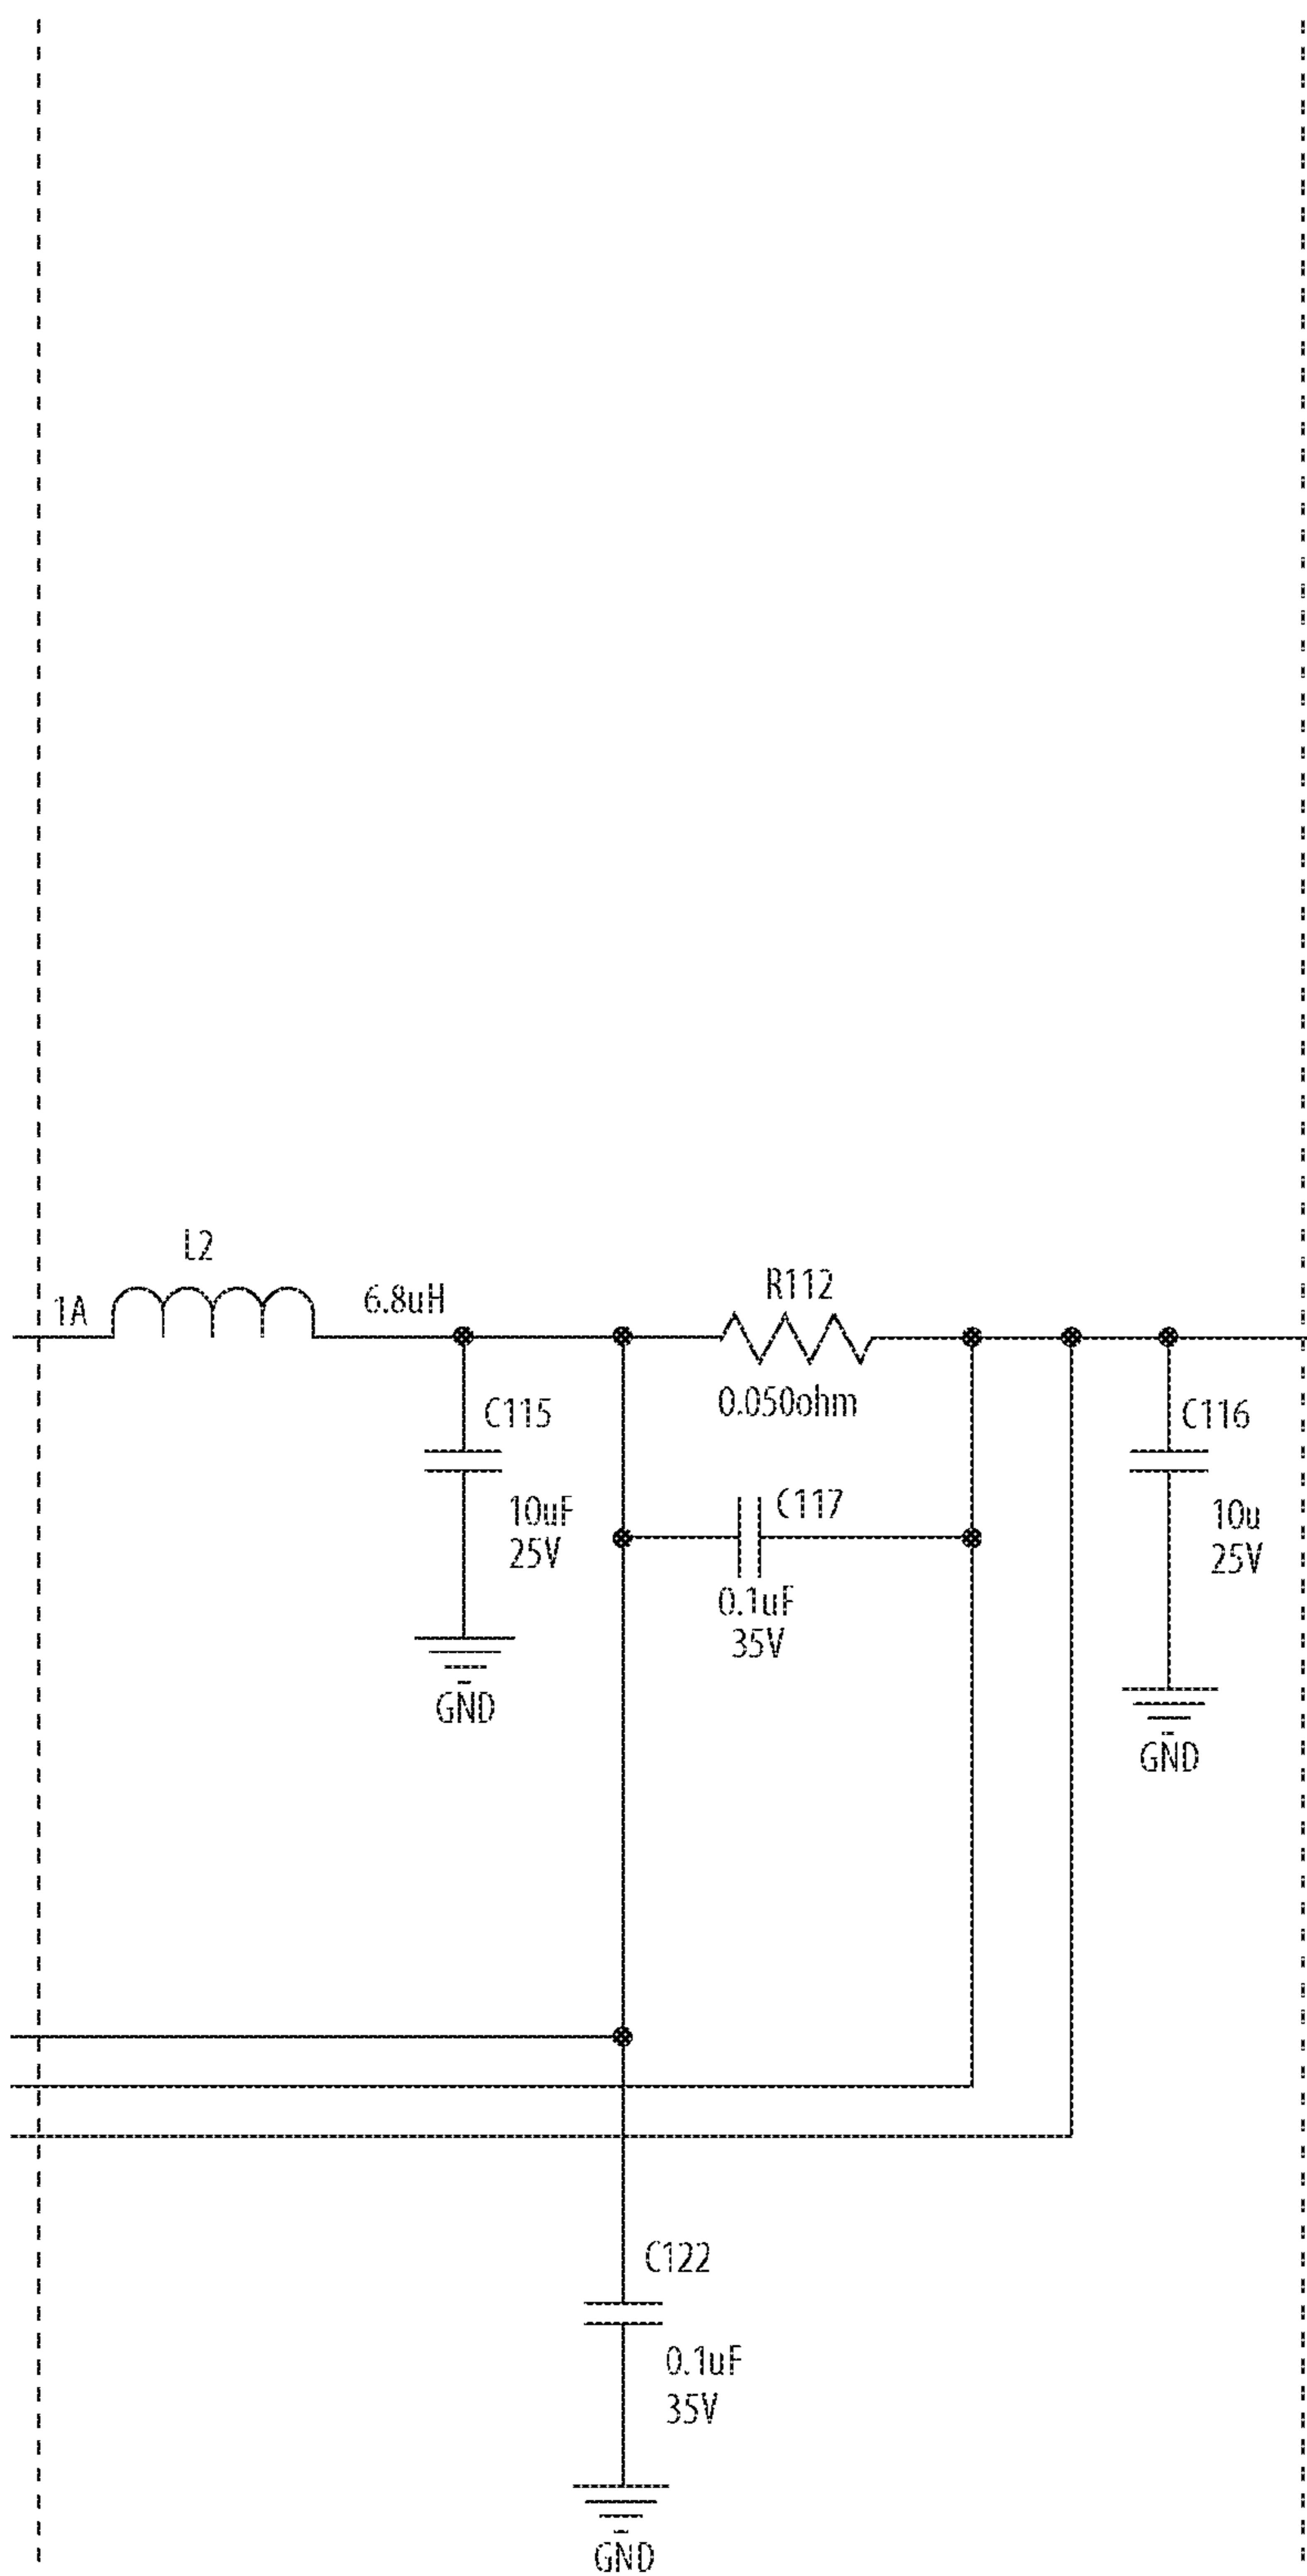 L2
1A
6.8uH
R112
0.050ohm
C115
10uF
25V
GND
C117
0.1uF
35V
C116
10u
25V
GND
C122
0.1uF
35V
GND